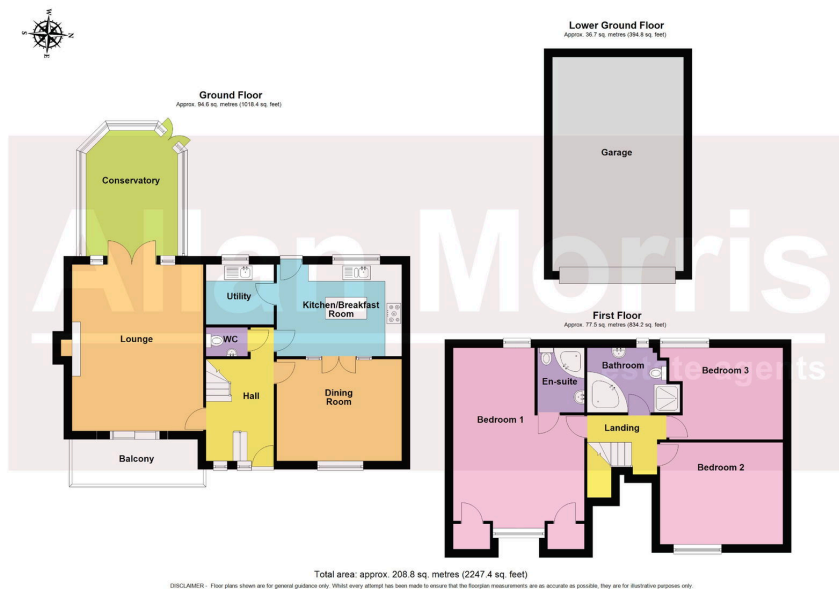 W
N
S
E
Lower Ground Floor
Approx. 36.7 sq. metres (394.8 sq. feet)
Garage
Ground Floor
Approx. 94.6 sq. metres (1018.4 sq. feet)
Conservatory
Utility
Kitchen/Breakfast
Room
WC
Lounge
Hall
Dining
Room
Balcony
First Floor
Approx. 77.5 sq. metres (834.2 sq. feet)
Bathroom
Bedroom 3
En-suite
Bedroom 1
Landing
Bedroom 2
Allan Morris
estate agents
Total area: approx. 208.8 sq. metres (2247.4 sq. feet)
DISCLAIMER - Floor plans shown are for general guidance only. Whilst every attempt has been made to ensure that the floorplan measurements are as accurate as possible, they are for illustrative purposes only.